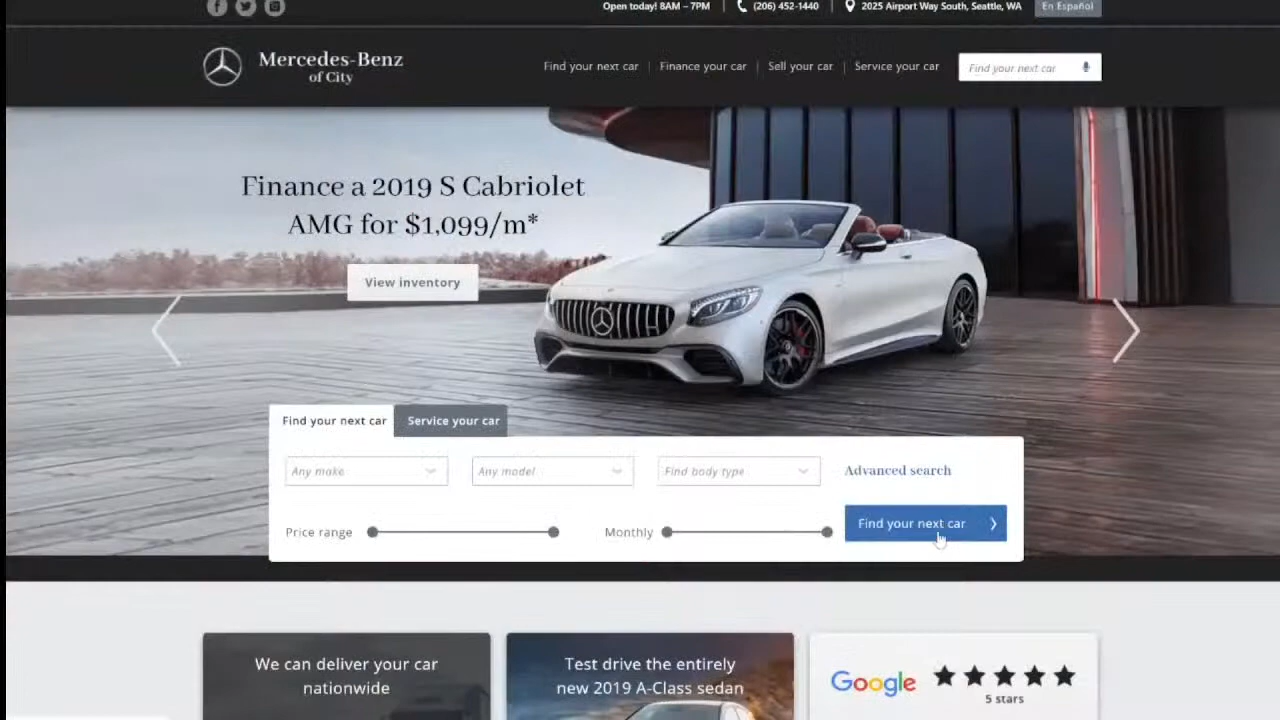 Open today! 8AM – 7PM
(206) 452-1440
2025 Airport Way South, Seattle, WA
En Español
Mercedes-Benz
of City
Find your next car
Finance your car
Sell your car
Service your car
Find your next car
Finance a 2019 S Cabriolet
AMG for $1,099/m*
View inventory
Find your next car
Service your car
Any make
Any model
Find body type
Advanced search
Price range
Monthly
Find your next car
We can deliver your car
nationwide
Test drive the entirely
new 2019 A-Class sedan
Google
5 stars